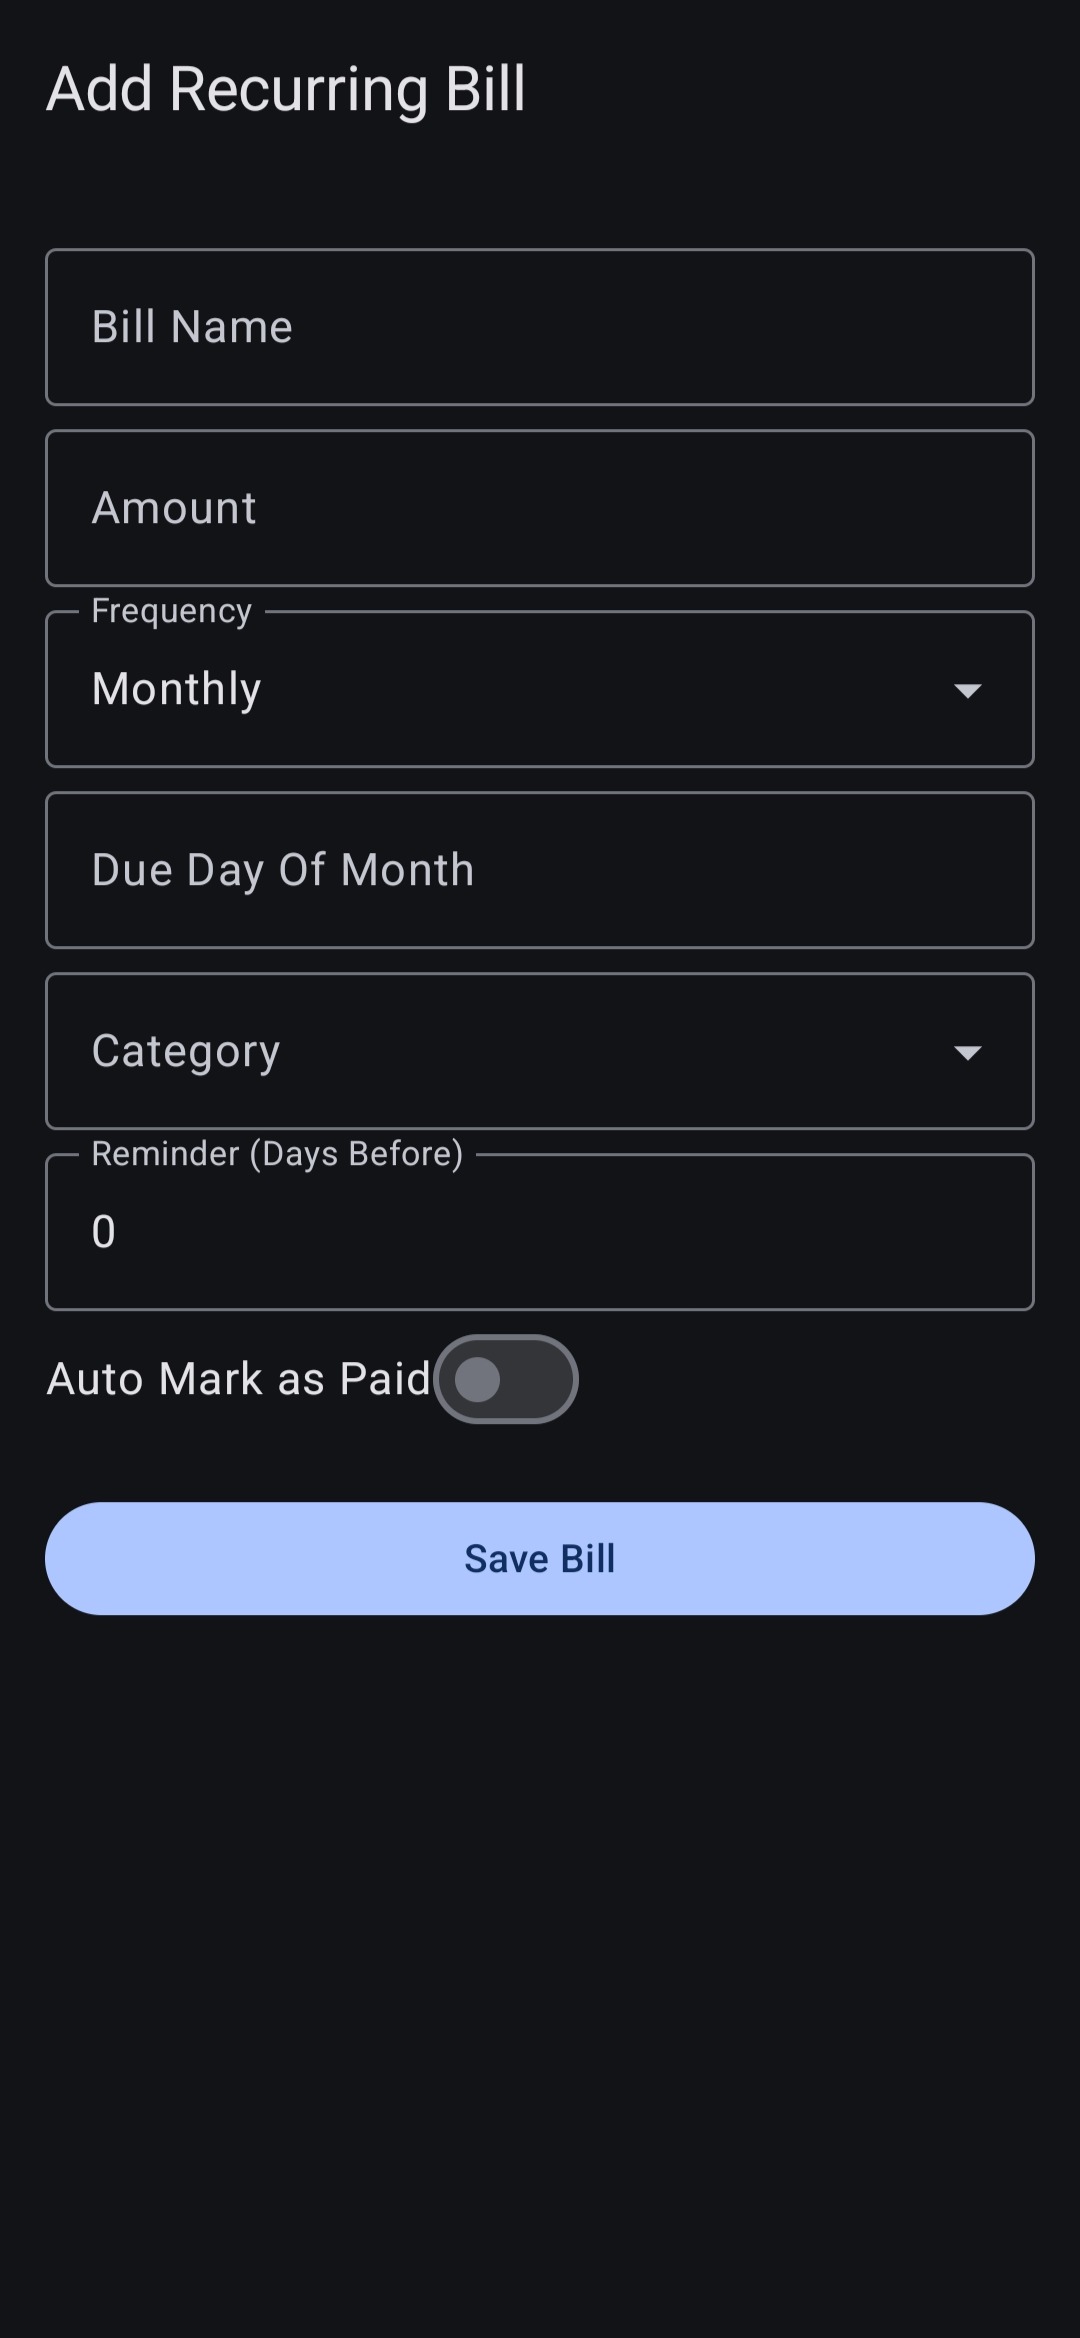 Add Recurring Bill
Bill Name
Amount
Frequency
Monthly
Due Day Of Month
Category
Reminder (Days Before)
0
Auto Mark as Paid
Save Bill